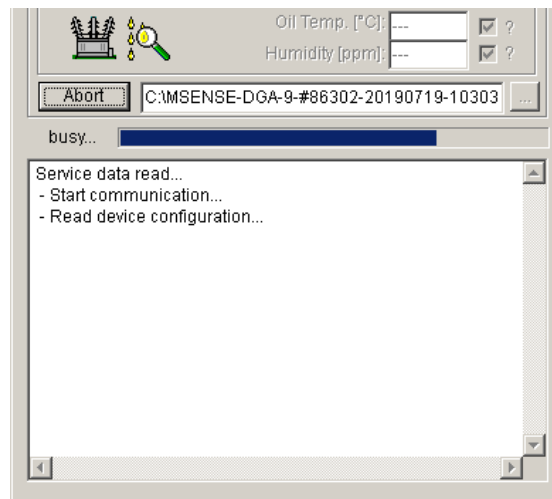 Oil Temp. [°C]: --- ?
Humidity [ppm]: --- ?
Abort C:\MSENSE-DGA-9-#86302-20190719-10303 ...
busy...
Service data read...
- Start communication...
- Read device configuration...